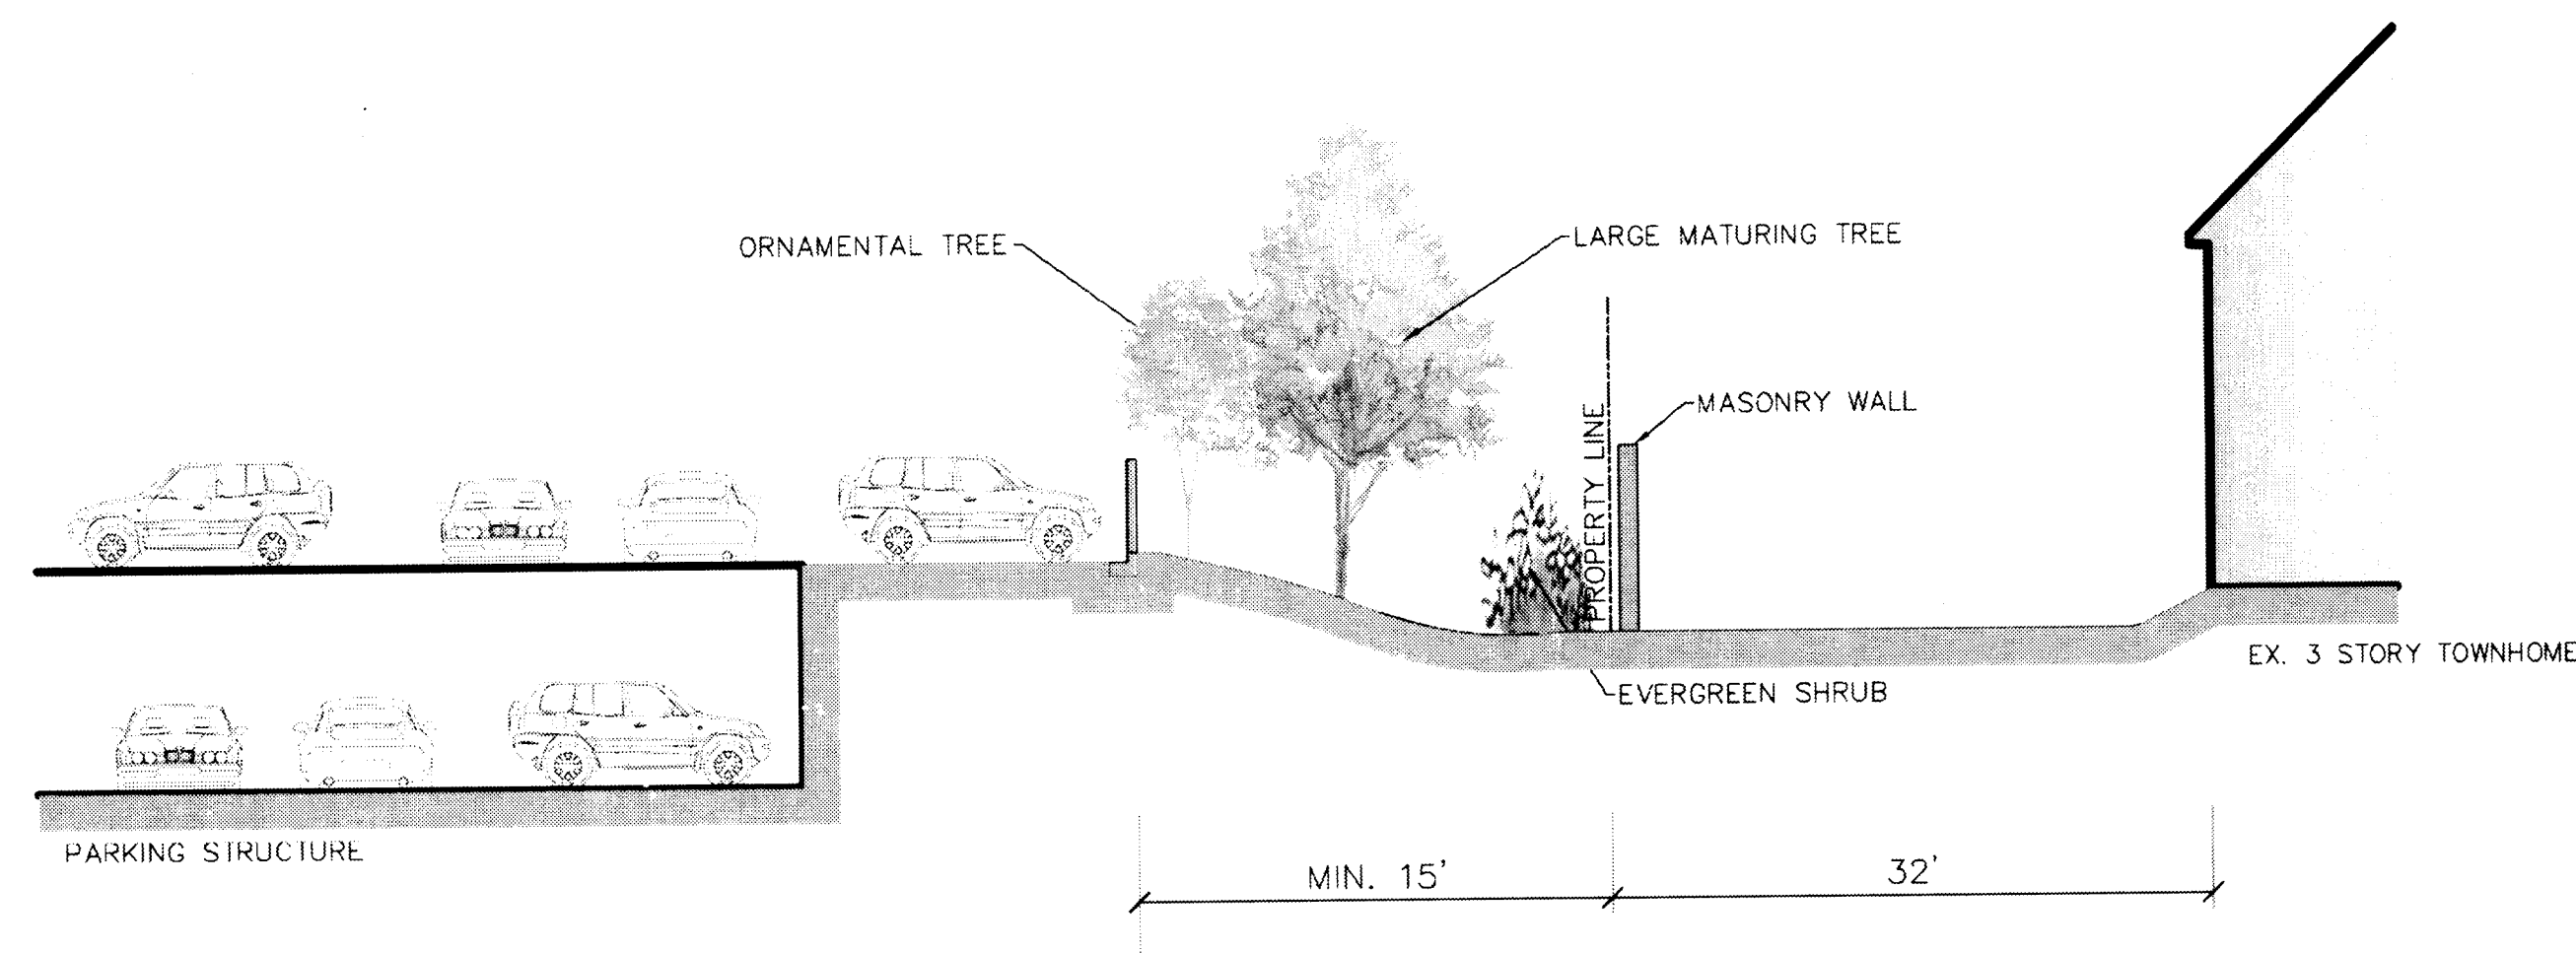 ORNAMENTAL TREE
LARGE MATURING TREE
MASONRY WALL
PROPERTY LINE
EX. 3 STORY TOWNHOME
EVERGREEN SHRUB
PARKING STRUCTURE
MIN. 15'
32'